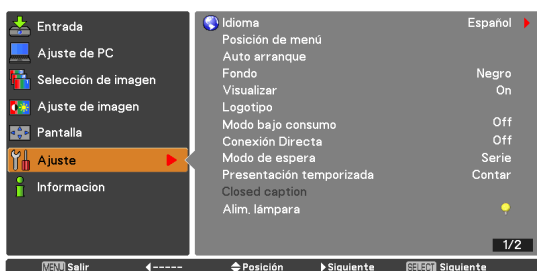 Entrada
Ajuste de PC
Selección de imagen
Ajuste de imagen
Pantalla
Ajuste
Informacion
Idioma Español
Posición de menú
Auto arranque
Fondo Negro
Visualizar On
Logotipo
Modo bajo consumo Off
Conexión Directa Off
Modo de espera Serie
Presentación temporizada Contar
Closed caption
Alim. lámpara
1/2
MENU Salir ----- Posición Siguiente SELECT Siguiente